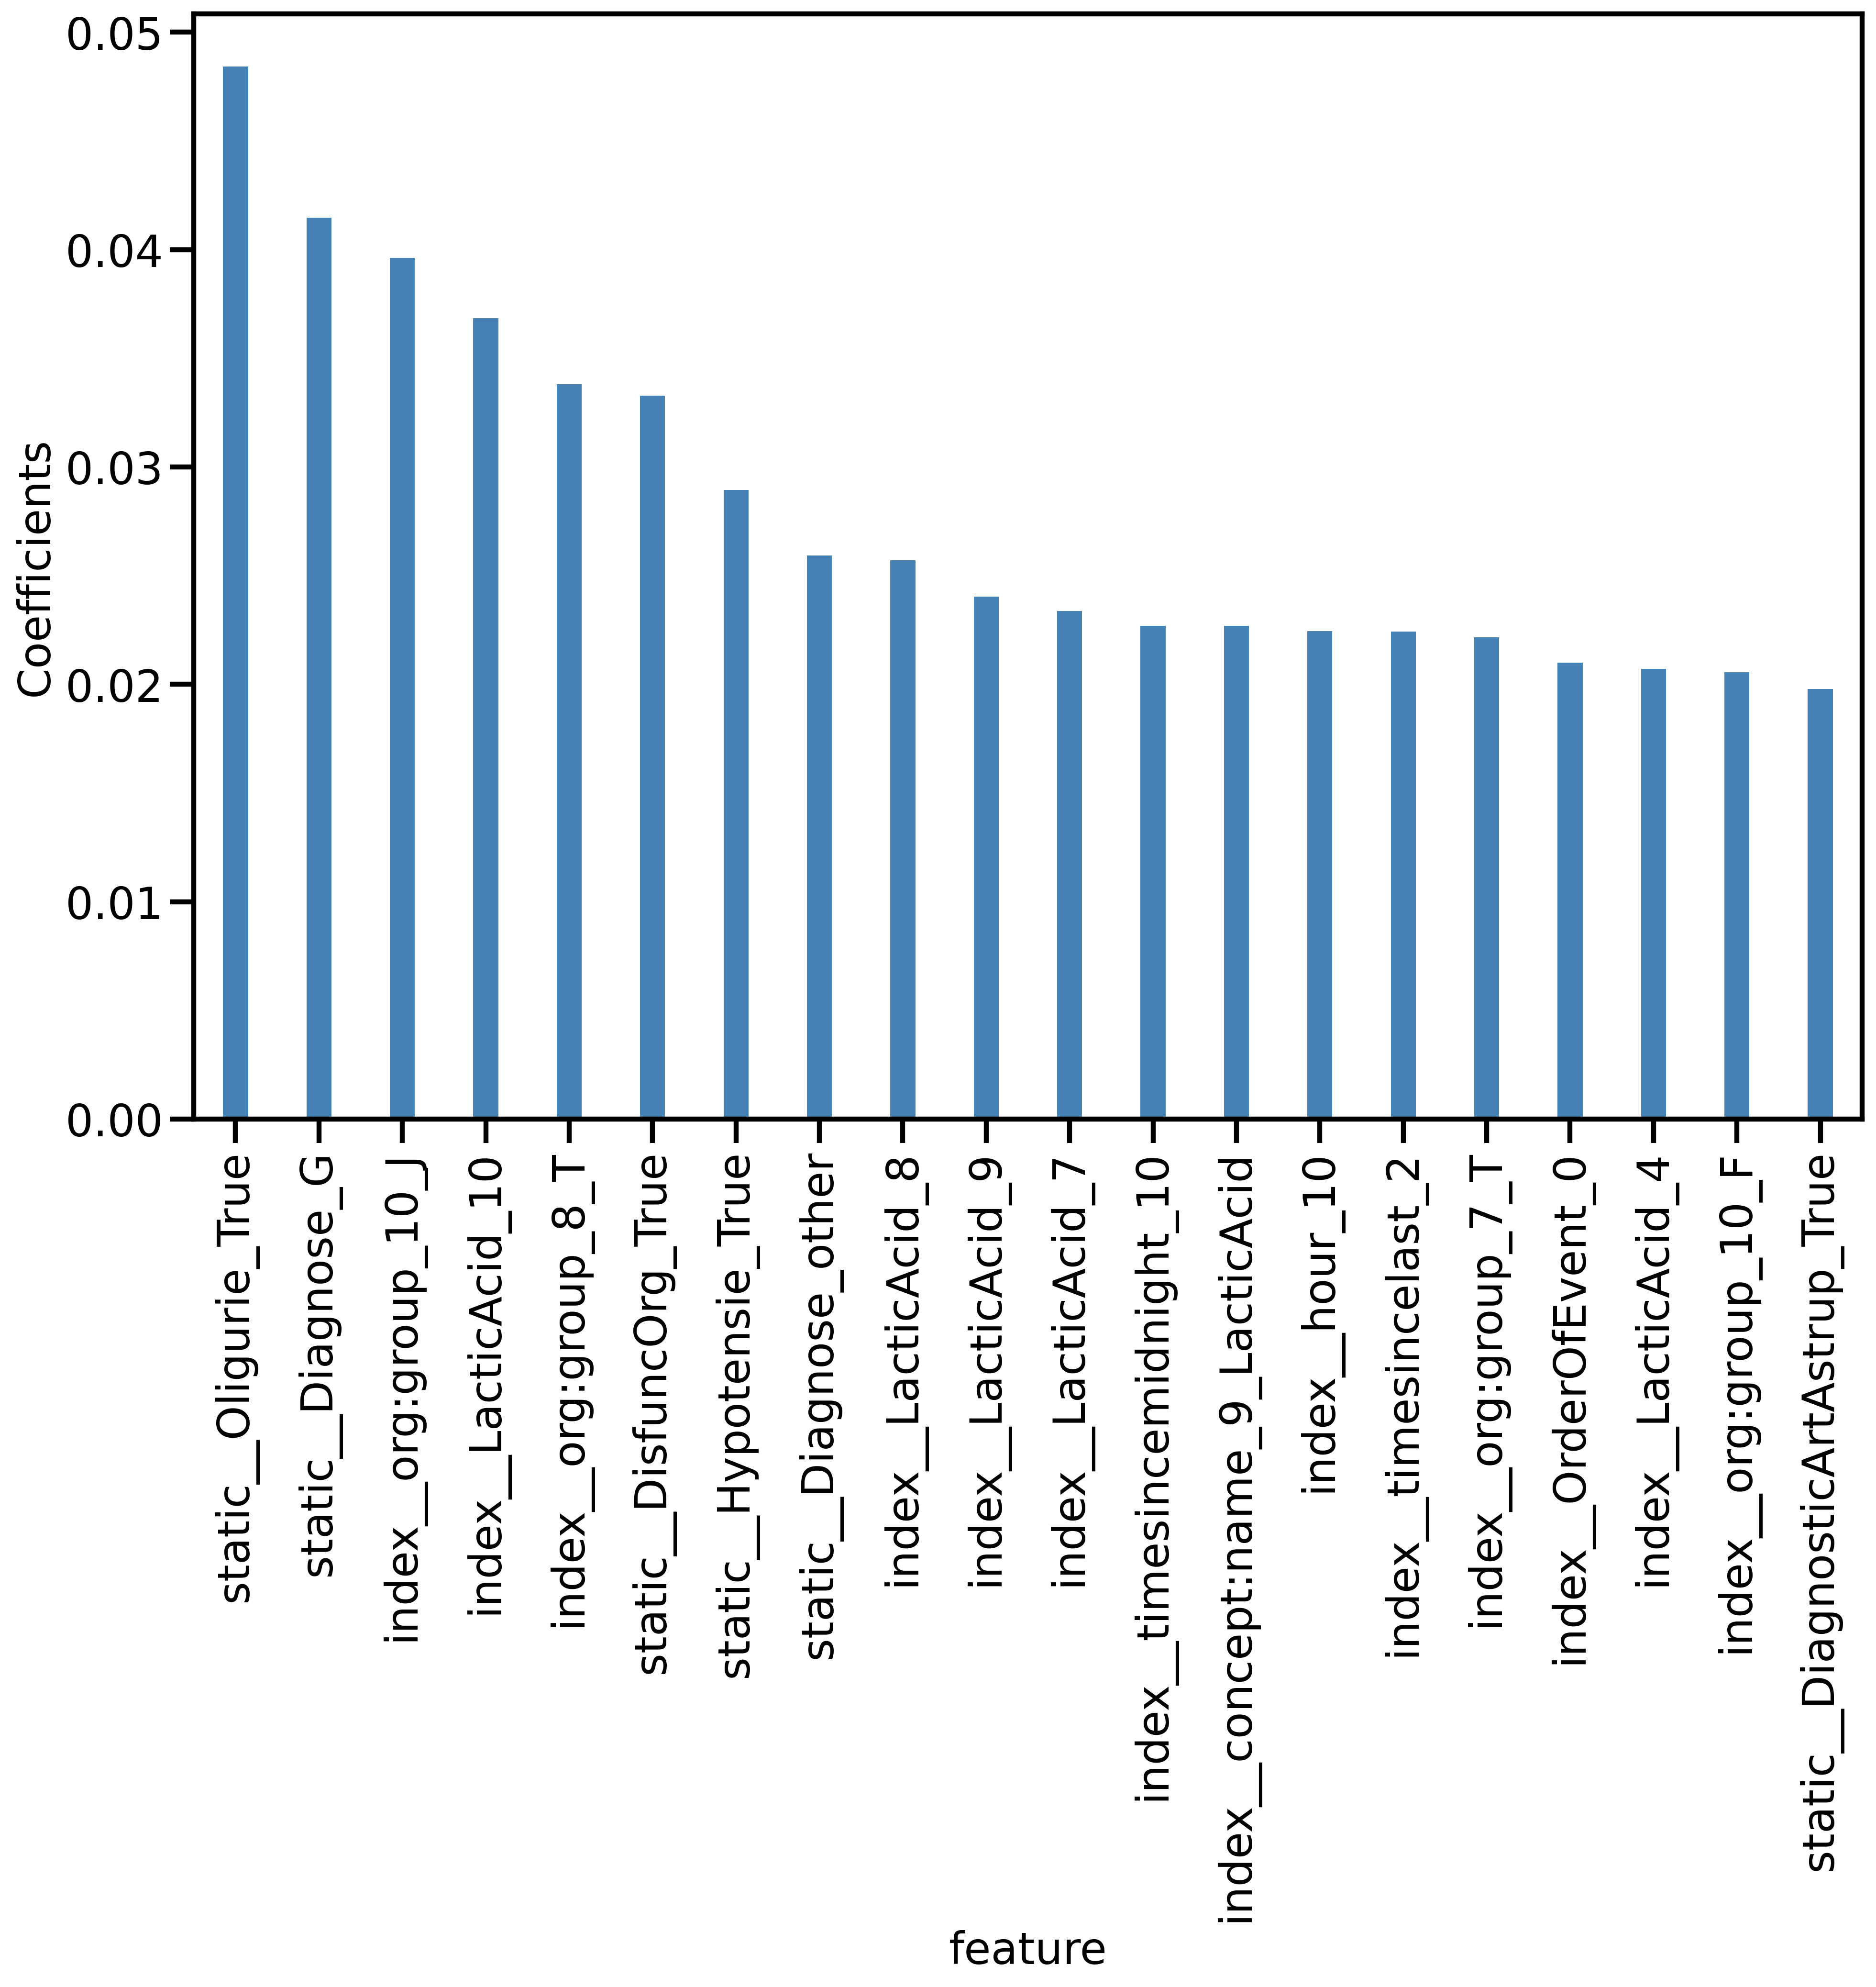 0.05
0.04
0.03
0.02
0.01
0.00
Coefficients
static__Oligurie_True
static__Diagnose_G
index__org:group_10_J
index__LacticAcid_10
index__org:group_8_T
static__DisfuncOrg_True
static__Hypotensie_True
static__Diagnose_other
index__LacticAcid_8
index__LacticAcid_9
index__LacticAcid_7
index__timesincemidnight_10
index__concept:name_9_LacticAcid
index__hour_10
index__timesincelast_2
index__org:group_7_T
index__OrderOfEvent_0
index__LacticAcid_4
index__org:group_10_F
static__DiagnosticArtAstrup_True
feature